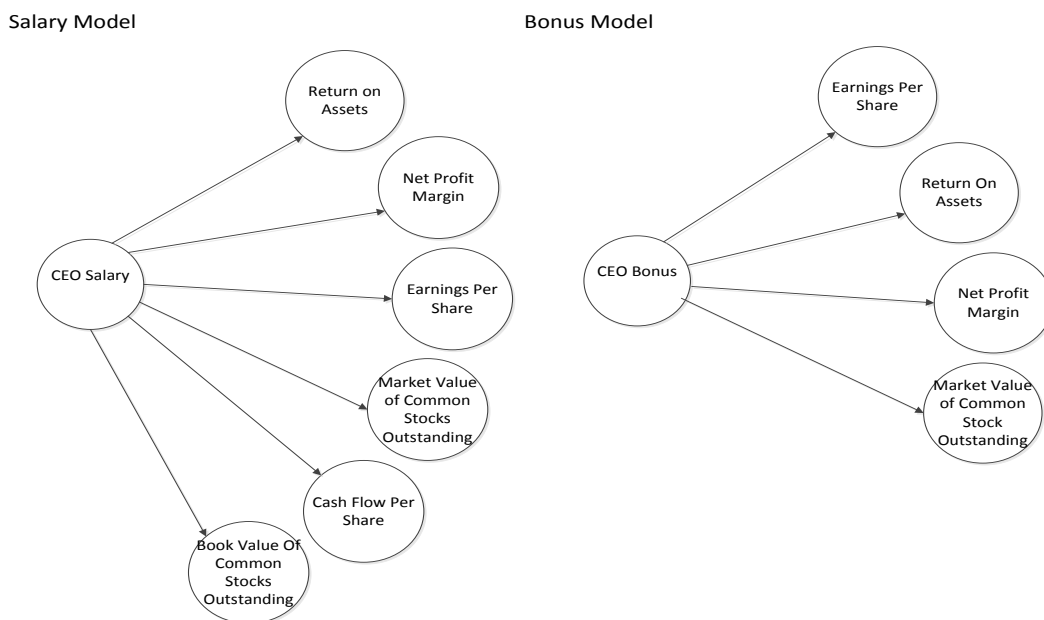 Salary Model
Bonus Model
Return on
Assets
Net Profit
Margin
CEO Salary
Earnings Per
Share
Market Value
of Common
Stocks
Outstanding
Cash Flow Per
Share
Book Value Of
Common
Stocks
Outstanding
Earnings Per
Share
Return On
Assets
CEO Bonus
Net Profit
Margin
Market Value
of Common
Stock
Outstanding